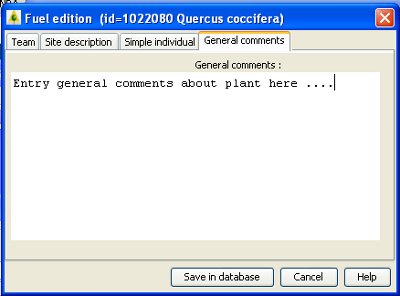 Fuel edition (id=1022080 Quercus coccifera)
Team Site description Simple individual General comments
General comments :
Entry general comments about plant here ....
Save in database Cancel Help